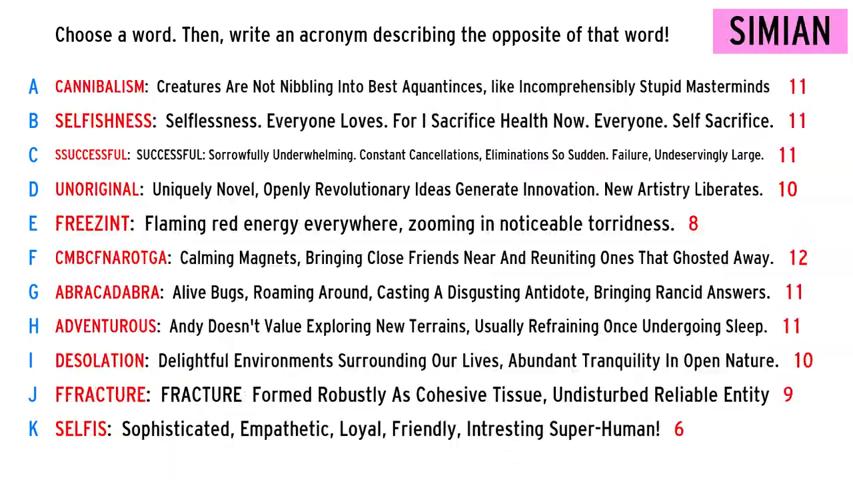 Choose a word. Then, write an acronym describing the opposite of that word!
SIMIAN
A CANNIBALISM: Creatures Are Not Nibbling Into Best Aquantinces, like Incomprehensibly Stupid Masterminds 11
B SELFISHNESS: Selflessness. Everyone Loves. For I Sacrifice Health Now. Everyone. Self Sacrifice. 11
C SSUCCESSFUL: SUCCESSFUL: Sorrowfully Underwhelming. Constant Cancellations, Eliminations So Sudden. Failure, Undeservingly Large. 11
D UNORIGINAL: Uniquely Novel, Openly Revolutionary Ideas Generate Innovation. New Artistry Liberates. 10
E FREEZINT: Flaming red energy everywhere, zooming in noticeable torridness. 8
F CMBCFNAROTGA: Calming Magnets, Bringing Close Friends Near And Reuniting Ones That Ghosted Away. 12
G ABRACADABRA: Alive Bugs, Roaming Around, Casting A Disgusting Antidote, Bringing Rancid Answers. 11
H ADVENTUROUS: Andy Doesn't Value Exploring New Terrains, Usually Refraining Once Undergoing Sleep. 11
I DESOLATION: Delightful Environments Surrounding Our Lives, Abundant Tranquility In Open Nature. 10
J FFRACTURE: FRACTURE Formed Robustly As Cohesive Tissue, Undisturbed Reliable Entity 9
K SELFIS: Sophisticated, Empathetic, Loyal, Friendly, Intresting Super-Human! 6